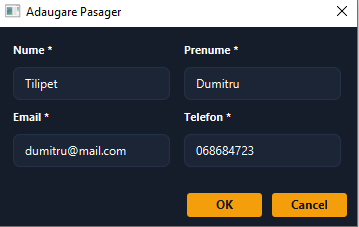 Adaugare Pasager
Nume * Prenume *
Tilipet Dumitru
Email * Telefon *
dumitru@mail.com 068684723
OK Cancel